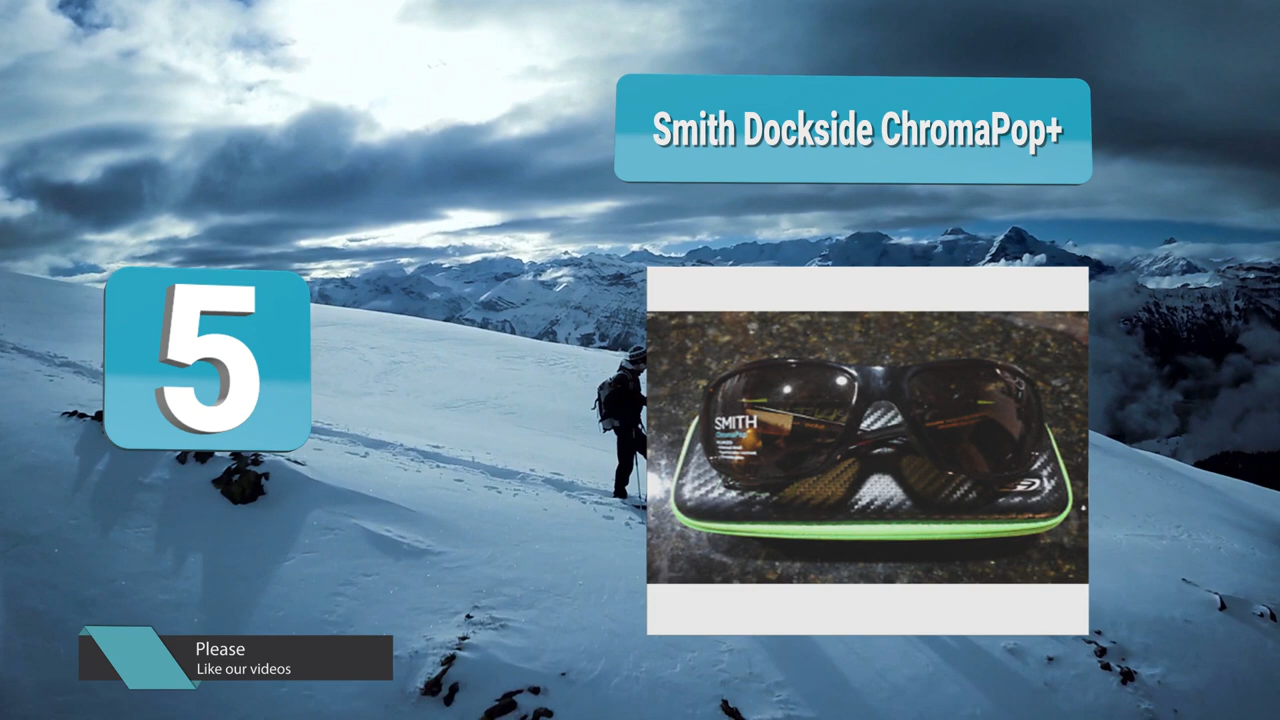 Smith Dockside ChromaPop+
5
SMITH
ChromaPop
Please
Like our videos